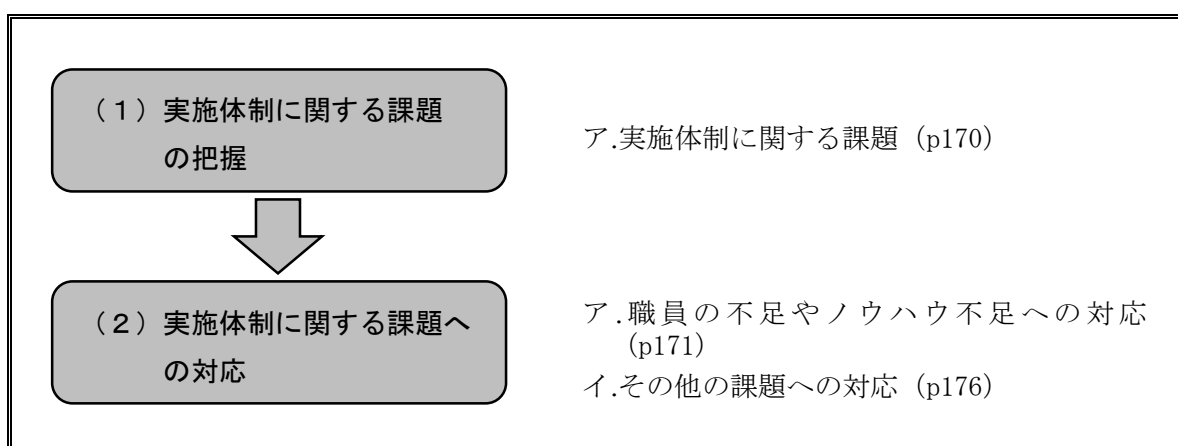 （１）実施体制に関する課題
の把握
ア.実施体制に関する課題（p170）
（２）実施体制に関する課題へ
の対応
ア.職員の不足やノウハウ不足への対応
（p171）
イ.その他の課題への対応（p176）